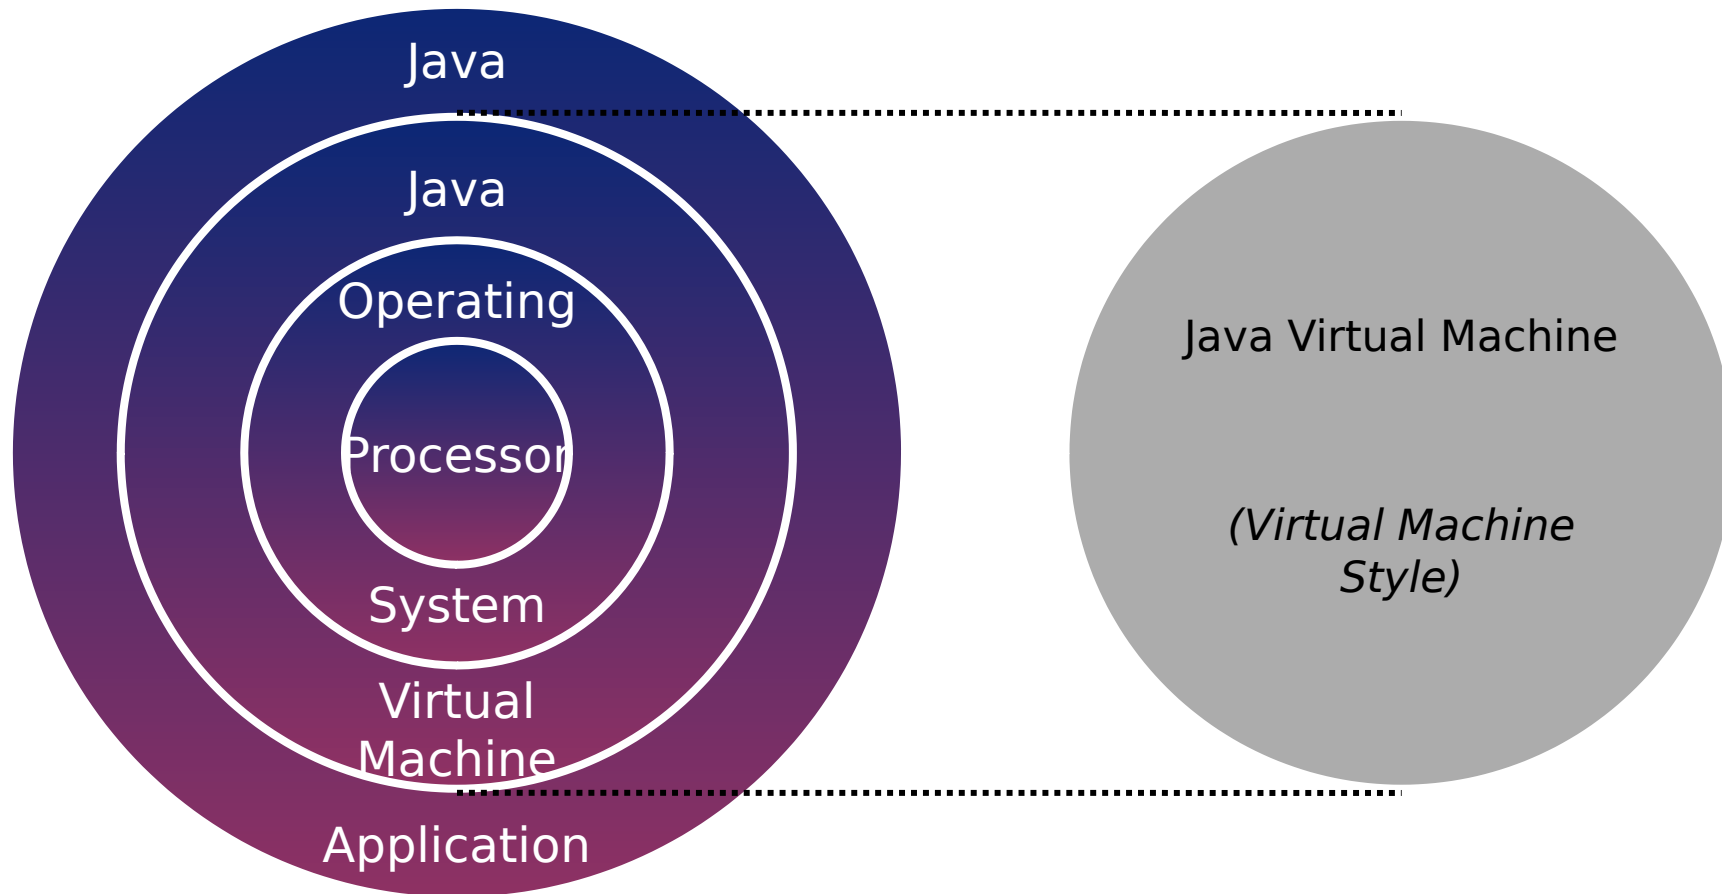 Java
Java
Operating
Processor
System
Virtual
Machine
Application
Java Virtual Machine
(Virtual Machine
Style)